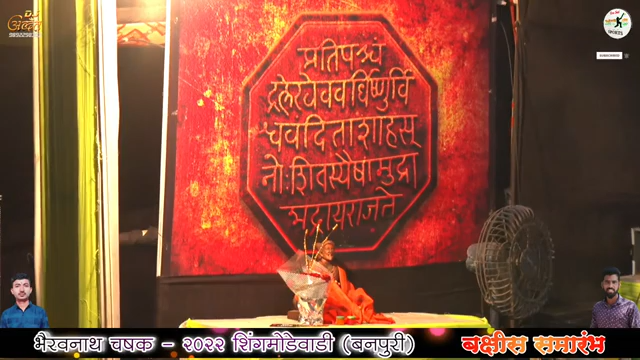 प्रतिपच्चं
द्रलेखेववर्धिष्णुर्वि
श्ववंदिताशाहस्
नोःशिवस्यैषामुद्रा
भद्रायराजते
भैरवनाथ चषक - २०२२ शिंगमोडेवाडी (बनपुरी)
बक्षीस समारंभ